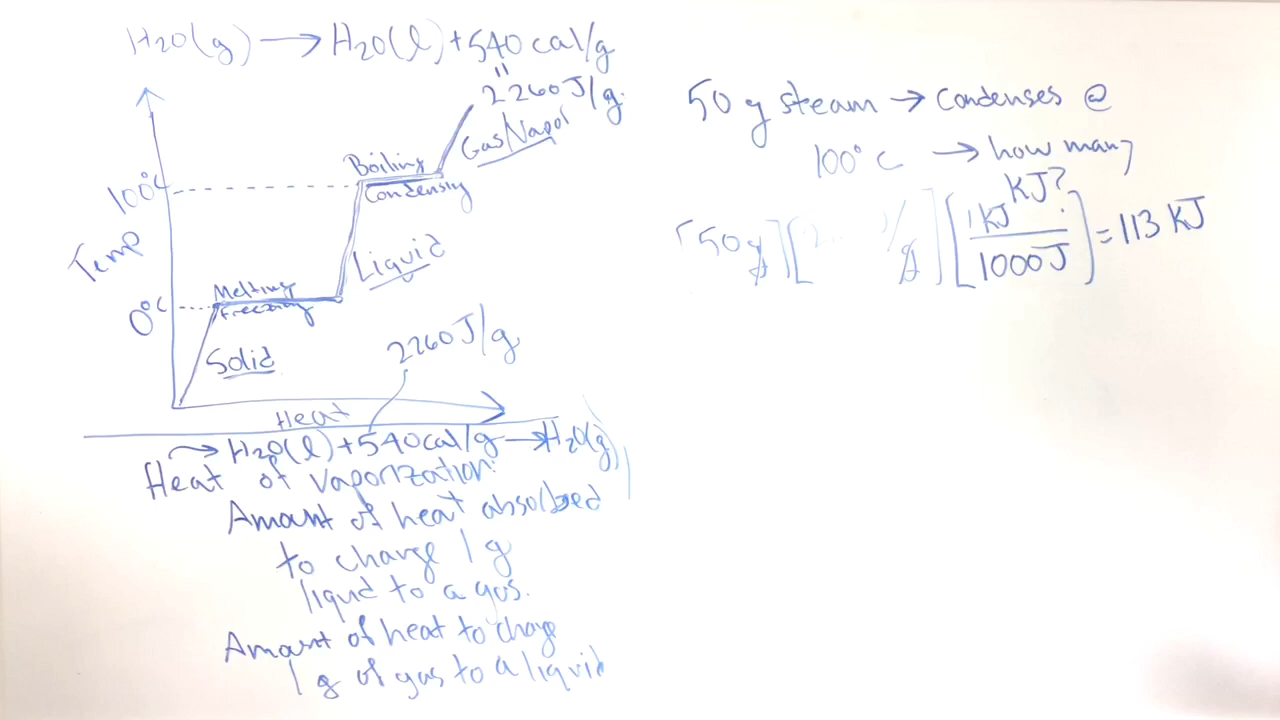 H2O(g) → H2O(l) + 540 cal/g
"
2260 J/g.
Temp
100°C
0°C
Boiling
Condensing
Gas/Vapor
Liquid
Melting
Freezing
Solid
Heat
2260 J/g
→ H2O(l) + 540 cal/g → H2O(g)
Heat of vaporization:
Amount of heat absorbed
to change 1 g
liquid to a gas.
Amount of heat to change
1 g of gas to a liquid
50 g steam → condenses @
100°C → how many
KJ?
[50 g][ /g][1 KJ/1000 J] = 113 KJ